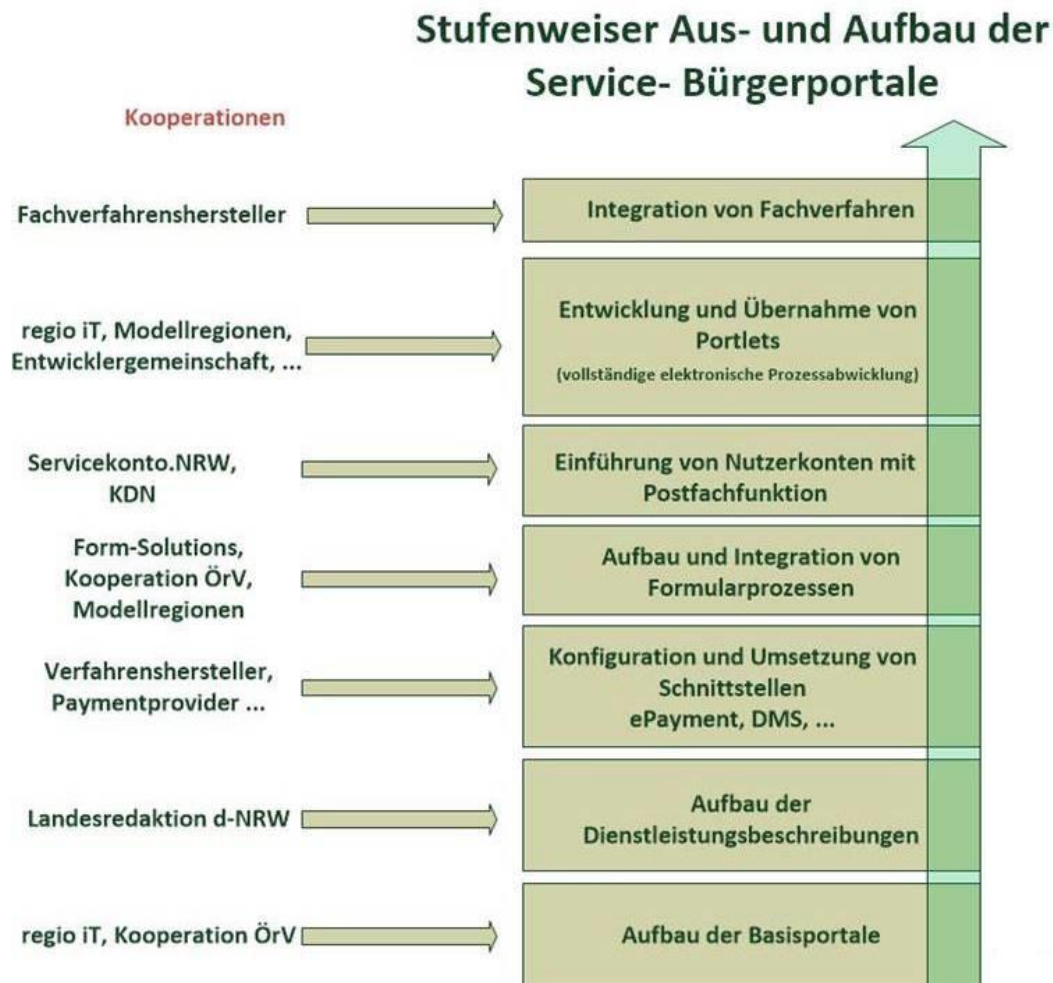 Stufenweiser Aus- und Aufbau der
Service- Bürgerportale
Kooperationen
Fachverfahrenshersteller
Integration von Fachverfahren
regio iT, Modellregionen,
Entwicklergemeinschaft, ...
Entwicklung und Übernahme von
Portlets
(vollständige elektronische Prozessabwicklung)
Servicekonto.NRW,
KDN
Einführung von Nutzerkonten mit
Postfachfunktion
Form-Solutions,
Kooperation ÖrV,
Modellregionen
Aufbau und Integration von
Formularprozessen
Verfahrenshersteller,
Paymentprovider ...
Konfiguration und Umsetzung von
Schnittstellen
ePayment, DMS, ...
Landesredaktion d-NRW
Aufbau der
Dienstleistungsbeschreibungen
regio iT, Kooperation ÖrV
Aufbau der Basisportale